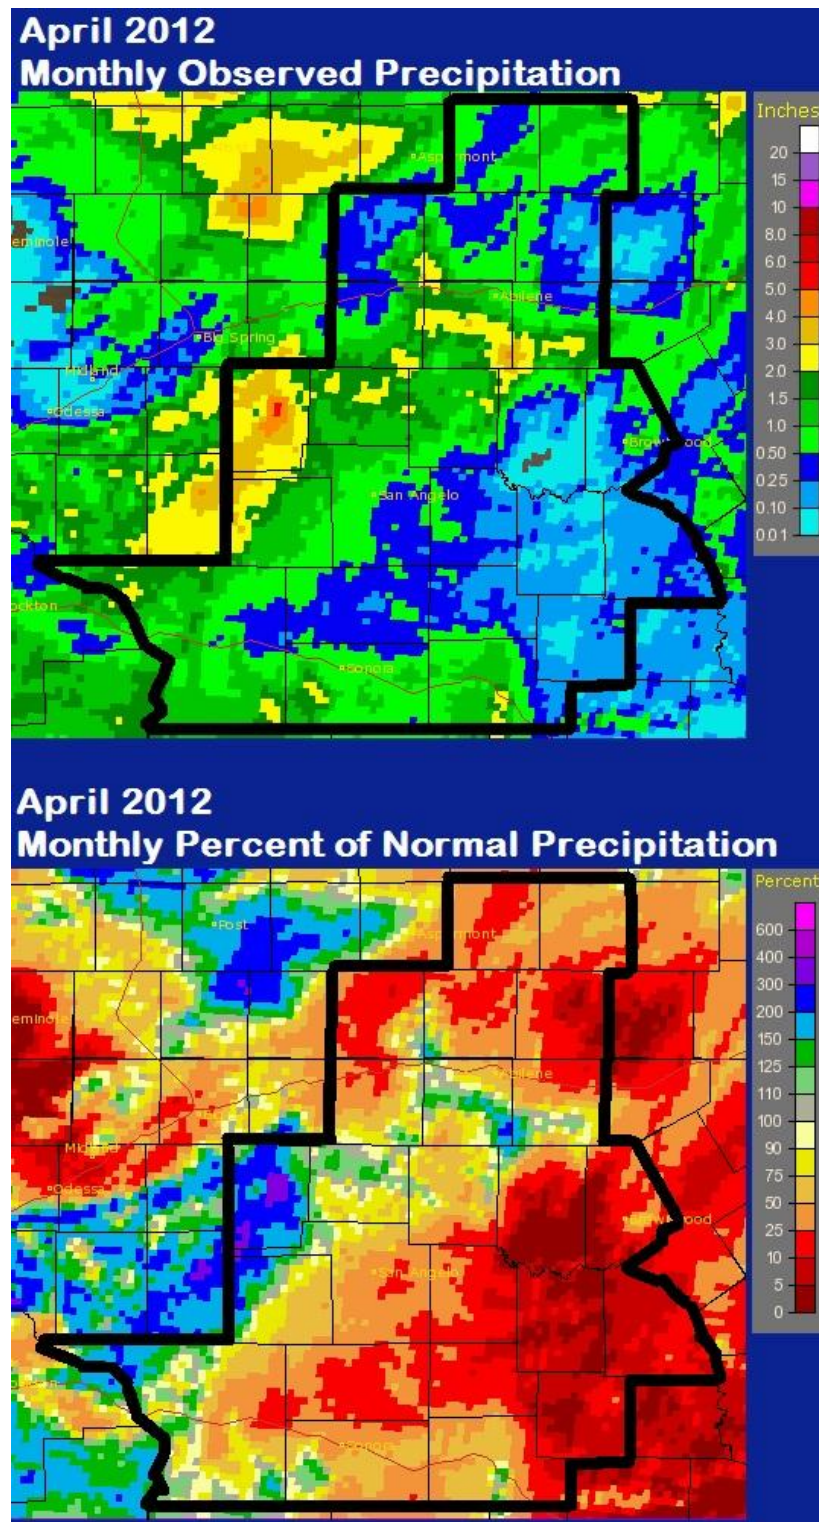 April 2012
Monthly Observed Precipitation
Inches
Aspermont
20
15
10
8.0
6.0
5.0
4.0
3.0
2.0
1.5
1.0
0.50
0.25
0.10
0.01
eminole
Abilene
Big Spring
Midland
Odessa
San Angelo
ockton
Sonora
April 2012
Monthly Percent of Normal Precipitation
Percent
Post
Aspermont
600
400
300
200
150
125
110
100
90
75
50
25
10
5
0
eminole
Abilene
Midland
Odessa
San Angelo